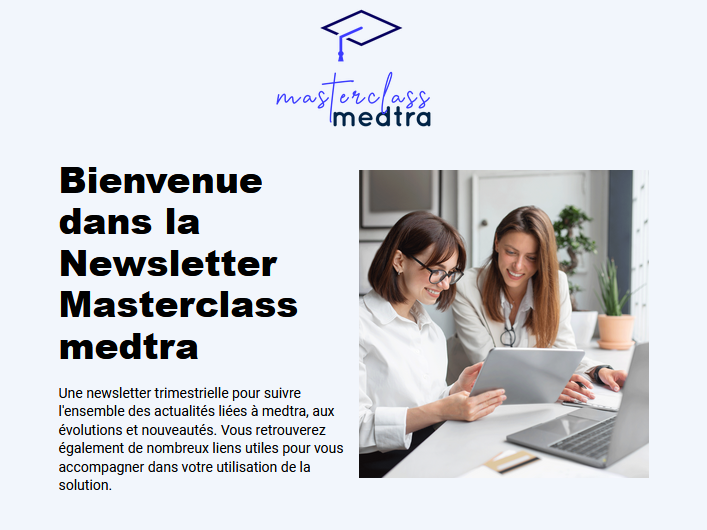 masterclass
medtra
Bienvenue
dans la
Newsletter
Masterclass
medtra
Une newsletter trimestrielle pour suivre
l'ensemble des actualités liées à medtra, aux
évolutions et nouveautés. Vous retrouverez
également de nombreux liens utiles pour vous
accompagner dans votre utilisation de la
solution.